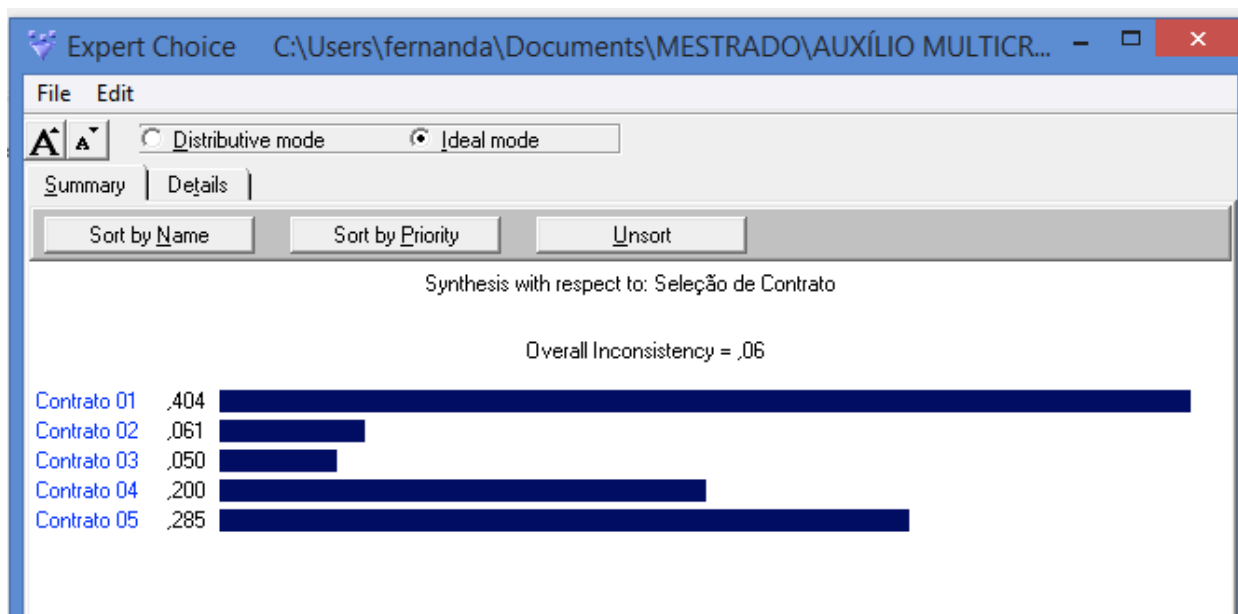 Expert Choice C:\Users\fernanda\Documents\MESTRADO\AUXÍLIO MULTICR...
File Edit
A A Distributive mode Ideal mode
Summary Details
Sort by Name Sort by Priority Unsort
Synthesis with respect to: Seleção de Contrato
Overall Inconsistency = ,06
Contrato 01 ,404
Contrato 02 ,061
Contrato 03 ,050
Contrato 04 ,200
Contrato 05 ,285